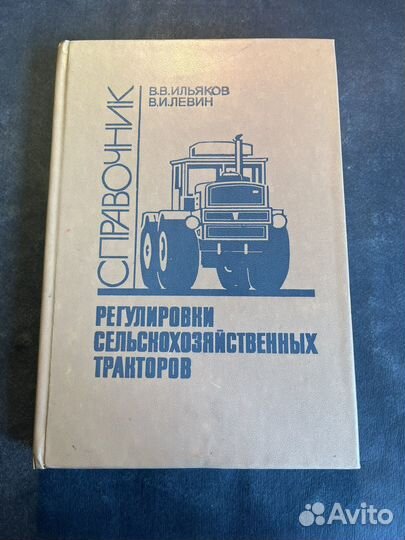 СПРАВОЧНИК
В.В.ИЛЬЯКОВ
В.И.ЛЕВИН
РЕГУЛИРОВКИ
СЕЛЬСКОХОЗЯЙСТВЕННЫХ
ТРАКТОРОВ
Avito